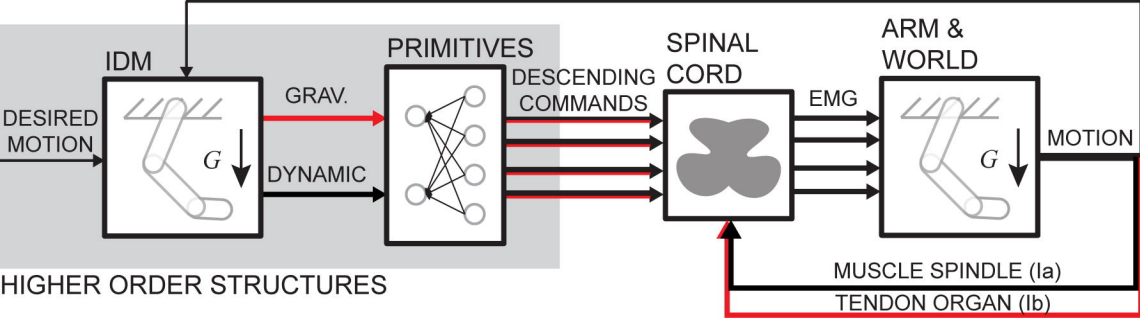 DESIRED
MOTION
IDM
G
GRAV.
DYNAMIC
PRIMITIVES
DESCENDING
COMMANDS
SPINAL
CORD
EMG
ARM &
WORLD
G
MOTION
MUSCLE SPINDLE (Ia)
TENDON ORGAN (Ib)
HIGHER ORDER STRUCTURES